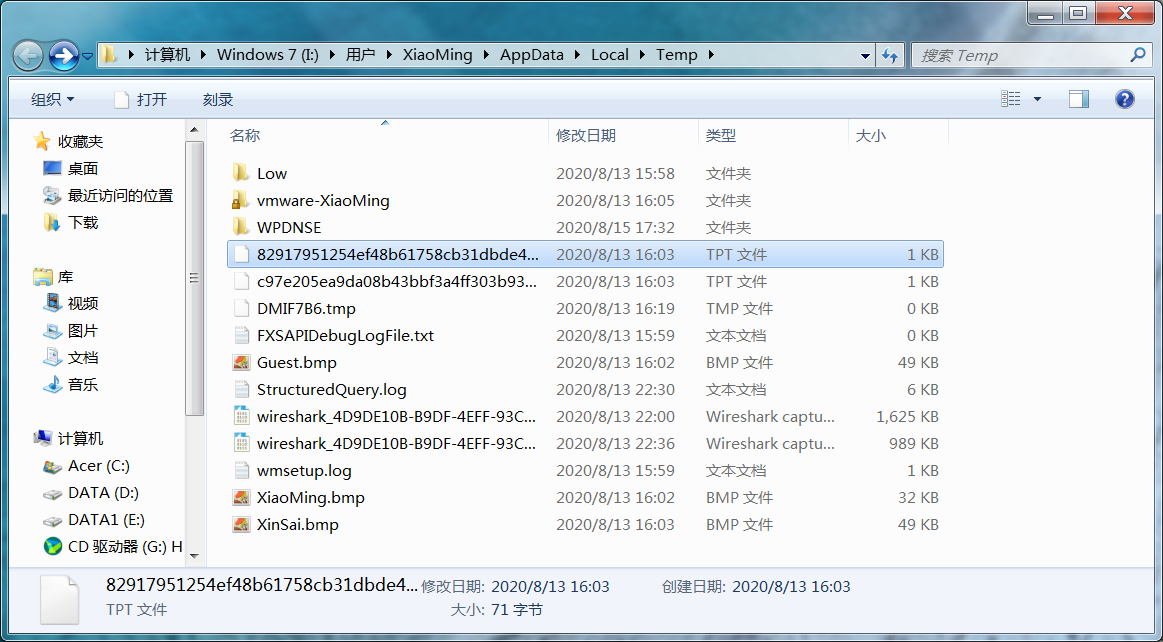 计算机 Windows 7 (I:) 用户 XiaoMing AppData Local Temp 搜索 Temp
组织 打开 刻录
名称 修改日期 类型 大小
收藏夹
桌面
最近访问的位置
下载
库
视频
图片
文档
音乐
计算机
Acer (C:)
DATA (D:)
DATA1 (E:)
CD 驱动器 (G:) H
Low 2020/8/13 15:58 文件夹
vmware-XiaoMing 2020/8/13 16:05 文件夹
WPDNSE 2020/8/15 17:32 文件夹
82917951254ef48b61758cb31dbde4... 2020/8/13 16:03 TPT 文件 1 KB
c97e205ea9da08b43bbf3a4ff303b93... 2020/8/13 16:03 TPT 文件 1 KB
DMIF7B6.tmp 2020/8/13 16:19 TMP 文件 0 KB
FXSAPIDebugLogFile.txt 2020/8/13 15:59 文本文档 0 KB
Guest.bmp 2020/8/13 16:02 BMP 文件 49 KB
StructuredQuery.log 2020/8/13 22:30 文本文档 6 KB
wireshark_4D9DE10B-B9DF-4EFF-93C... 2020/8/13 22:00 Wireshark captu... 1,625 KB
wireshark_4D9DE10B-B9DF-4EFF-93C... 2020/8/13 22:36 Wireshark captu... 989 KB
wmsetup.log 2020/8/13 15:59 文本文档 1 KB
XiaoMing.bmp 2020/8/13 16:02 BMP 文件 32 KB
XinSai.bmp 2020/8/13 16:03 BMP 文件 49 KB
82917951254ef48b61758cb31dbde4... 修改日期: 2020/8/13 16:03 创建日期: 2020/8/13 16:03
TPT 文件 大小: 71 字节